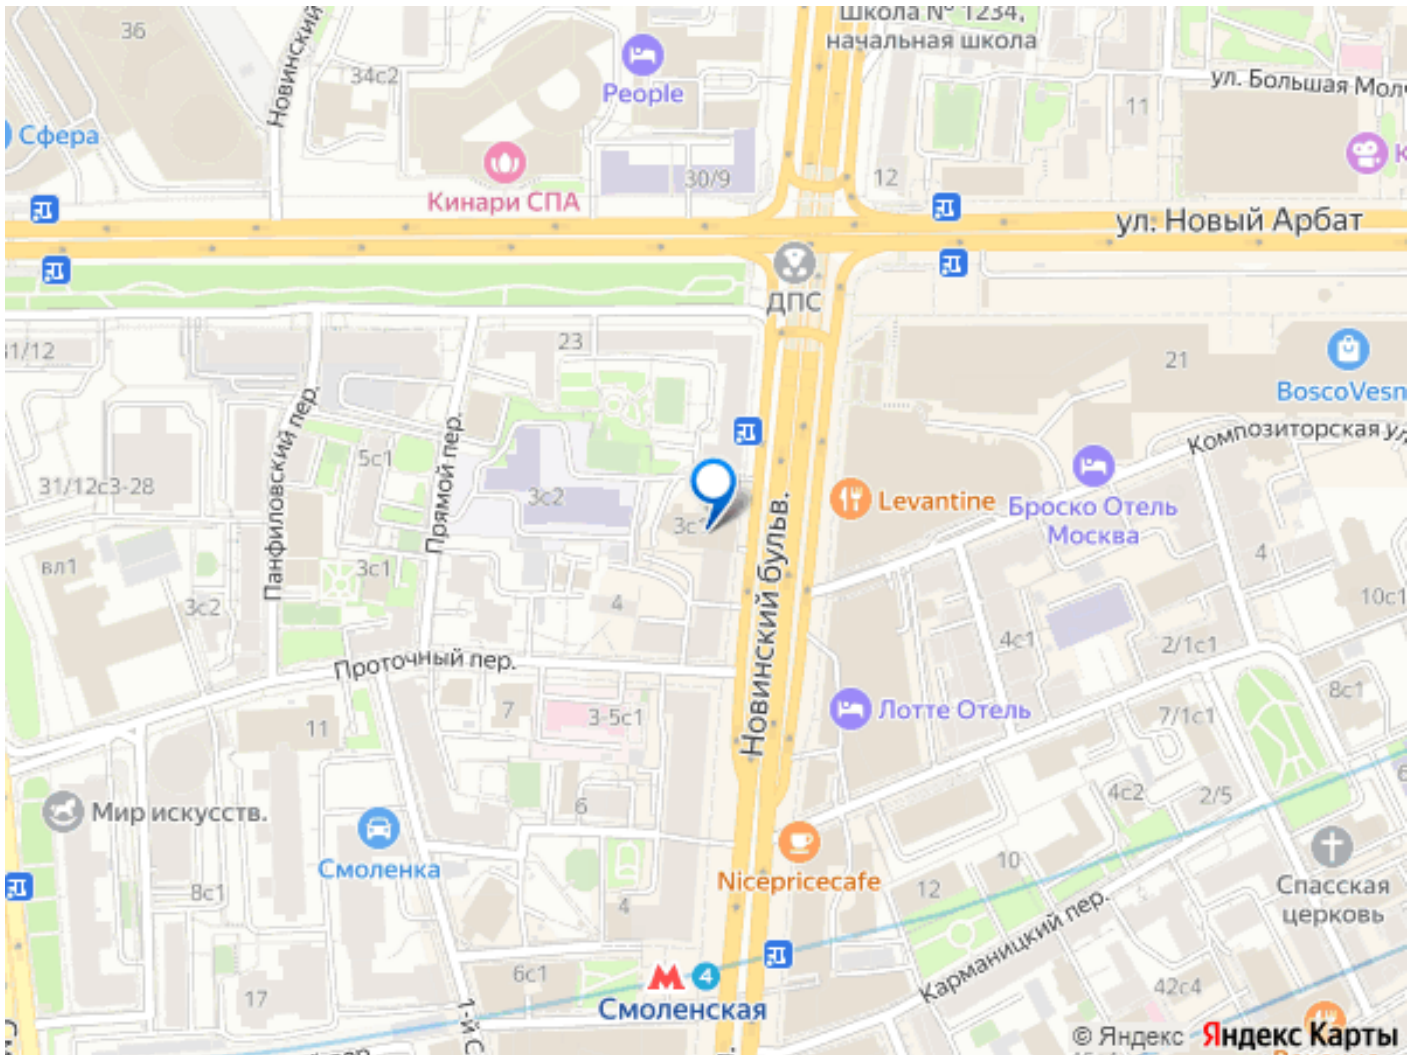 Школа № 1234,
начальная школа
36
Новинский
34с2
People
ул. Большая Молч
11
Сфера
Кинари СПА
30/9
12
К
ул. Новый Арбат
ДПС
31/12
23
21
BoscoVesn
Композиторская ул.
Панфиловский пер.
Прямой пер.
5с1
31/12с3-28
3с2
3с1
Levantine
Броско Отель
Москва
Новинский бульв.
вл1
3с1
3с2
4
4
10с1
4с1
2/1с1
Проточный пер.
7
3-5с1
11
Лотте Отель
7/1с1
8с1
Мир искусств.
Смоленка
6
4с2
2/5
6
Nicepricecafe
10
12
Спасская
церковь
8с1
4
Карманицкий пер.
6с1
17
1-й С
М 4
Смоленская
42с4
© Яндекс Яндекс Карты